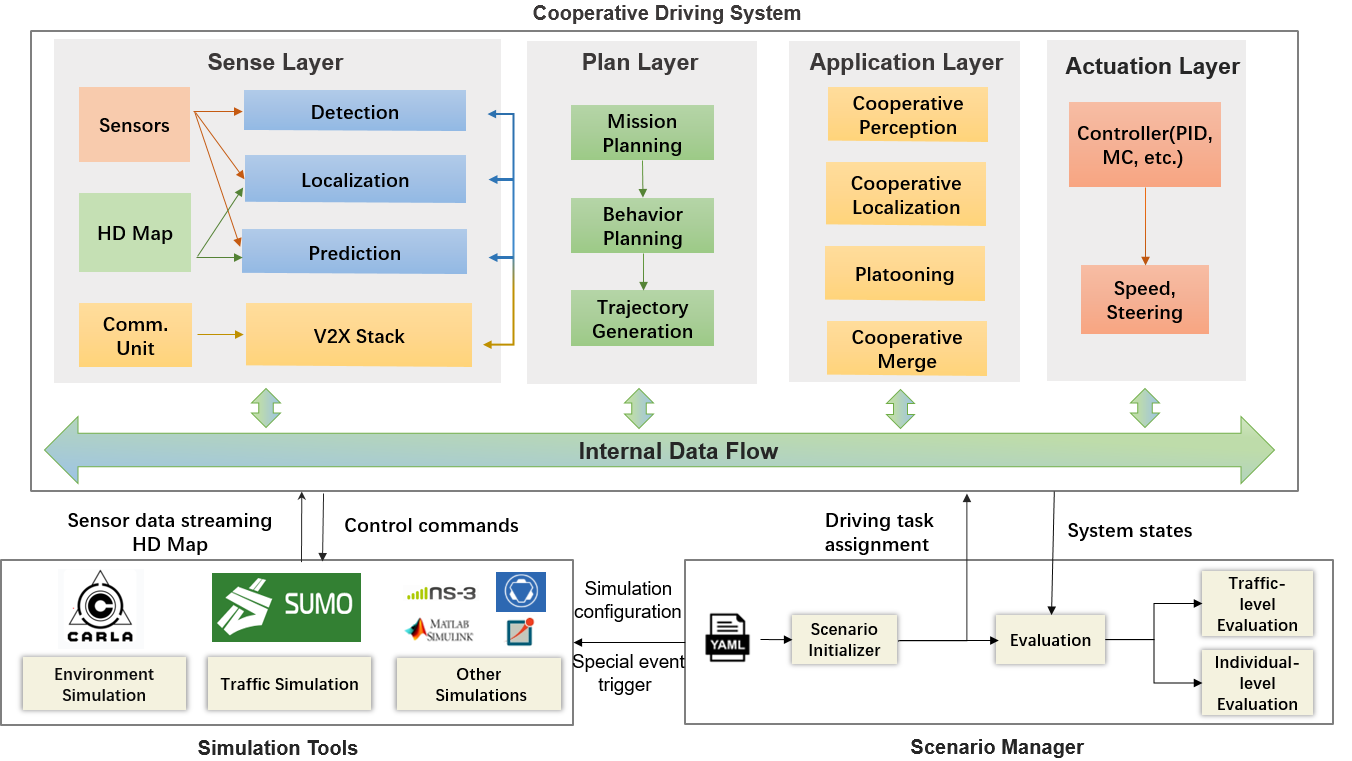 Cooperative Driving System
Sense Layer
Sensors
HD Map
Comm.
Unit
Detection
Localization
Prediction
V2X Stack
Plan Layer
Mission
Planning
Behavior
Planning
Trajectory
Generation
Application Layer
Cooperative
Perception
Cooperative
Localization
Platooning
Cooperative
Merge
Actuation Layer
Controller(PID,
MC, etc.)
Speed,
Steering
Internal Data Flow
Sensor data streaming
HD Map
Control commands
Driving task
assignment
System states
CARLA
SUMO
NS-3
MATLAB
SIMULINK
Environment
Simulation
Traffic Simulation
Other
Simulations
Simulation Tools
Simulation
configuration
Special event
trigger
YAML
Scenario
Initializer
Evaluation
Traffic-
level
Evaluation
Individual-
level
Evaluation
Scenario Manager